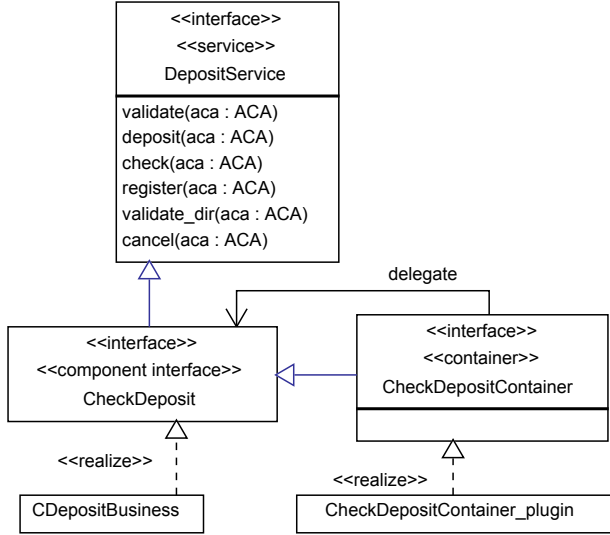 <<interface>>
<<service>>
DepositService
validate(aca : ACA)
deposit(aca : ACA)
check(aca : ACA)
register(aca : ACA)
validate_dir(aca : ACA)
cancel(aca : ACA)
delegate
<<interface>>
<<component interface>>
CheckDeposit
<<interface>>
<<container>>
CheckDepositContainer
<<realize>>
<<realize>>
CDepositBusiness
CheckDepositContainer_plugin